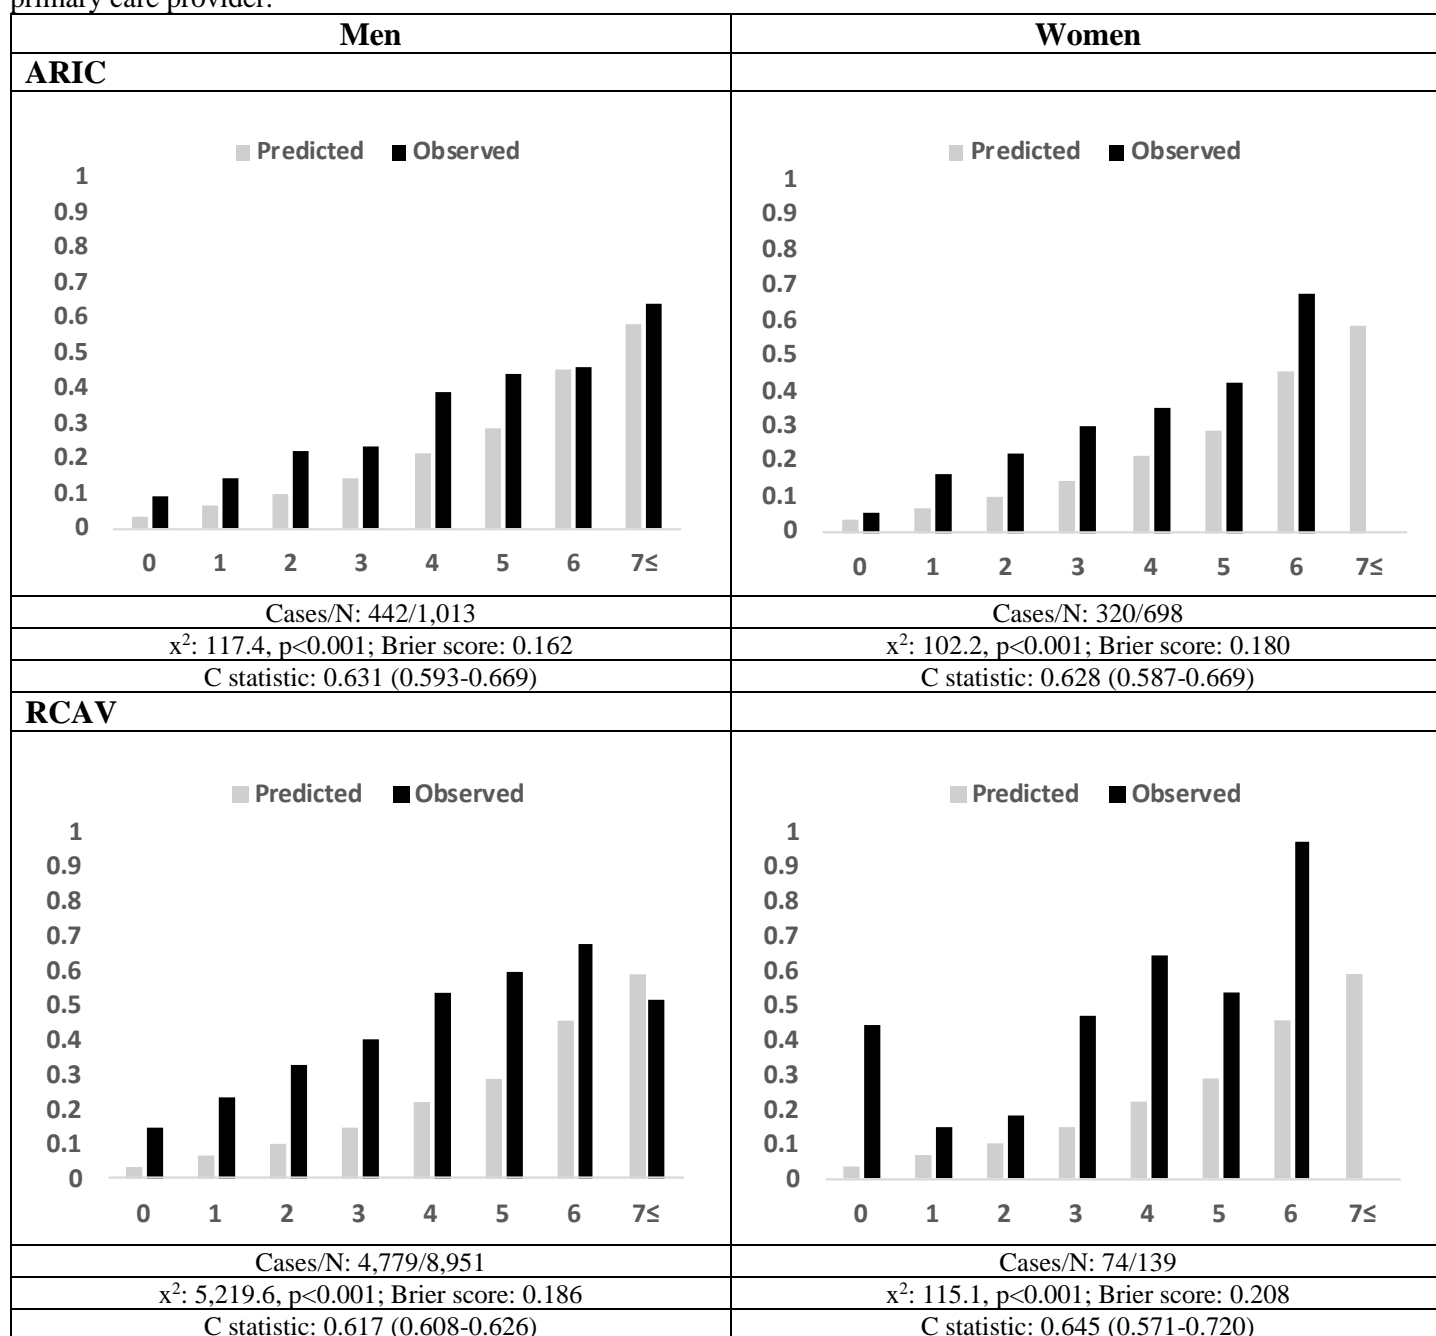 primary care provider.
Men
Women
ARIC
Predicted Observed
1
0.9
0.8
0.7
0.6
0.5
0.4
0.3
0.2
0.1
0
0 1 2 3 4 5 6 7≤
Predicted Observed
1
0.9
0.8
0.7
0.6
0.5
0.4
0.3
0.2
0.1
0
0 1 2 3 4 5 6 7≤
Cases/N: 442/1,013
Cases/N: 320/698
x²: 117.4, p<0.001; Brier score: 0.162
x²: 102.2, p<0.001; Brier score: 0.180
C statistic: 0.631 (0.593-0.669)
C statistic: 0.628 (0.587-0.669)
RCAV
Predicted Observed
1
0.9
0.8
0.7
0.6
0.5
0.4
0.3
0.2
0.1
0
0 1 2 3 4 5 6 7≤
Predicted Observed
1
0.9
0.8
0.7
0.6
0.5
0.4
0.3
0.2
0.1
0
0 1 2 3 4 5 6 7≤
Cases/N: 4,779/8,951
Cases/N: 74/139
x²: 5,219.6, p<0.001; Brier score: 0.186
x²: 115.1, p<0.001; Brier score: 0.208
C statistic: 0.617 (0.608-0.626)
C statistic: 0.645 (0.571-0.720)